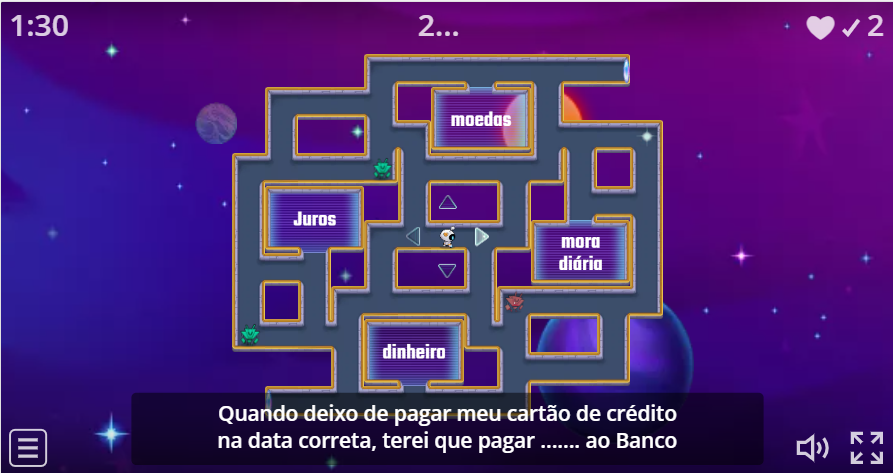 1:30
2...
✓ 2
moedas
Juros
mora
diária
dinheiro
Quando deixo de pagar meu cartão de crédito
na data correta, terei que pagar ....... ao Banco